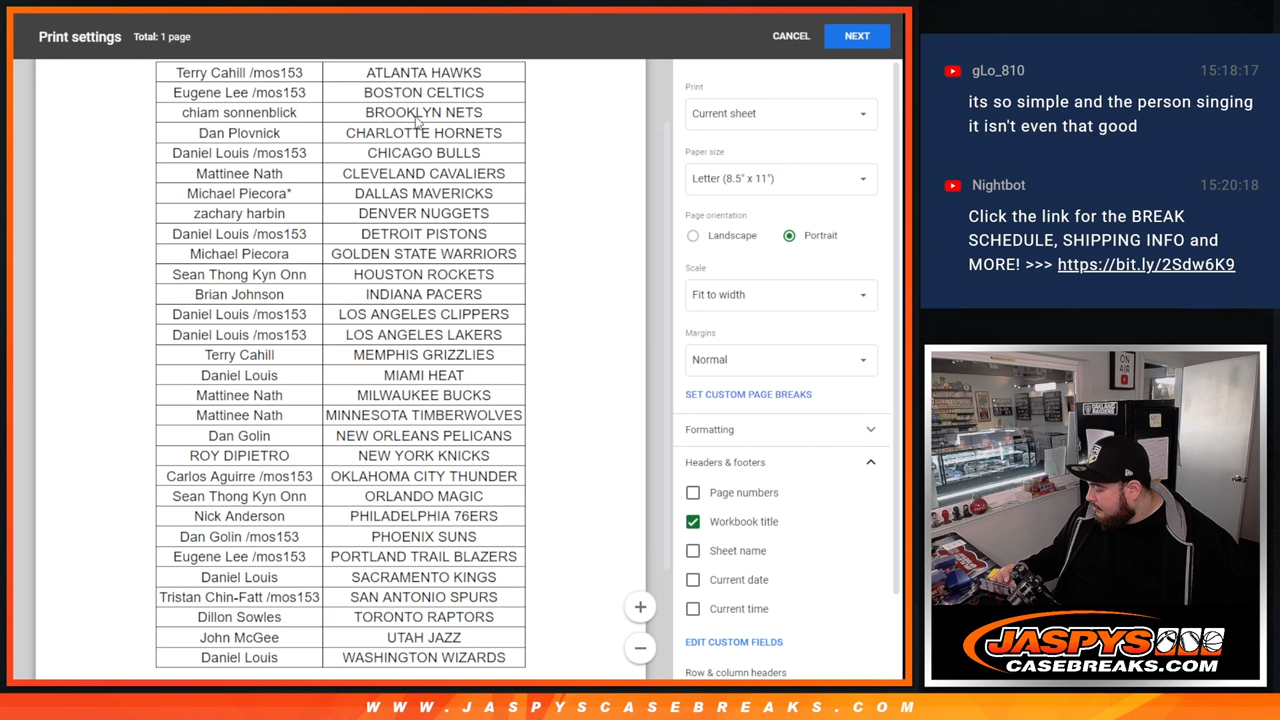 Print settings Total: 1 page CANCEL NEXT
Terry Cahill /mos153 ATLANTA HAWKS
Eugene Lee /mos153 BOSTON CELTICS
chiam sonnenblick BROOKLYN NETS
Dan Plovnick CHARLOTTE HORNETS
Daniel Louis /mos153 CHICAGO BULLS
Mattinee Nath CLEVELAND CAVALIERS
Michael Piecora* DALLAS MAVERICKS
zachary harbin DENVER NUGGETS
Daniel Louis /mos153 DETROIT PISTONS
Michael Piecora GOLDEN STATE WARRIORS
Sean Thong Kyn Onn HOUSTON ROCKETS
Brian Johnson INDIANA PACERS
Daniel Louis /mos153 LOS ANGELES CLIPPERS
Daniel Louis /mos153 LOS ANGELES LAKERS
Terry Cahill MEMPHIS GRIZZLIES
Daniel Louis MIAMI HEAT
Mattinee Nath MILWAUKEE BUCKS
Mattinee Nath MINNESOTA TIMBERWOLVES
Dan Golin NEW ORLEANS PELICANS
ROY DIPIETRO NEW YORK KNICKS
Carlos Aguirre /mos153 OKLAHOMA CITY THUNDER
Sean Thong Kyn Onn ORLANDO MAGIC
Nick Anderson PHILADELPHIA 76ERS
Dan Golin /mos153 PHOENIX SUNS
Eugene Lee /mos153 PORTLAND TRAIL BLAZERS
Daniel Louis SACRAMENTO KINGS
Tristan Chin-Fatt /mos153 SAN ANTONIO SPURS
Dillon Sowles TORONTO RAPTORS
John McGee UTAH JAZZ
Daniel Louis WASHINGTON WIZARDS
Print
Current sheet
Paper size
Letter (8.5" x 11")
Page orientation
Landscape Portrait
Scale
Fit to width
Margins
Normal
SET CUSTOM PAGE BREAKS
Formatting
Headers & footers
Page numbers
Workbook title
Sheet name
Current date
Current time
EDIT CUSTOM FIELDS
Row & column headers
gLo_810 15:18:17
its so simple and the person singing
it isn't even that good
Nightbot 15:20:18
Click the link for the BREAK
SCHEDULE, SHIPPING INFO and
MORE! >>> https://bit.ly/2Sdw6K9
ON
AIR
OAKLAND
RAIDERS
JASPYS
CASEBREAKS.COM
WWW.JASPYSCASEBREAKS.COM